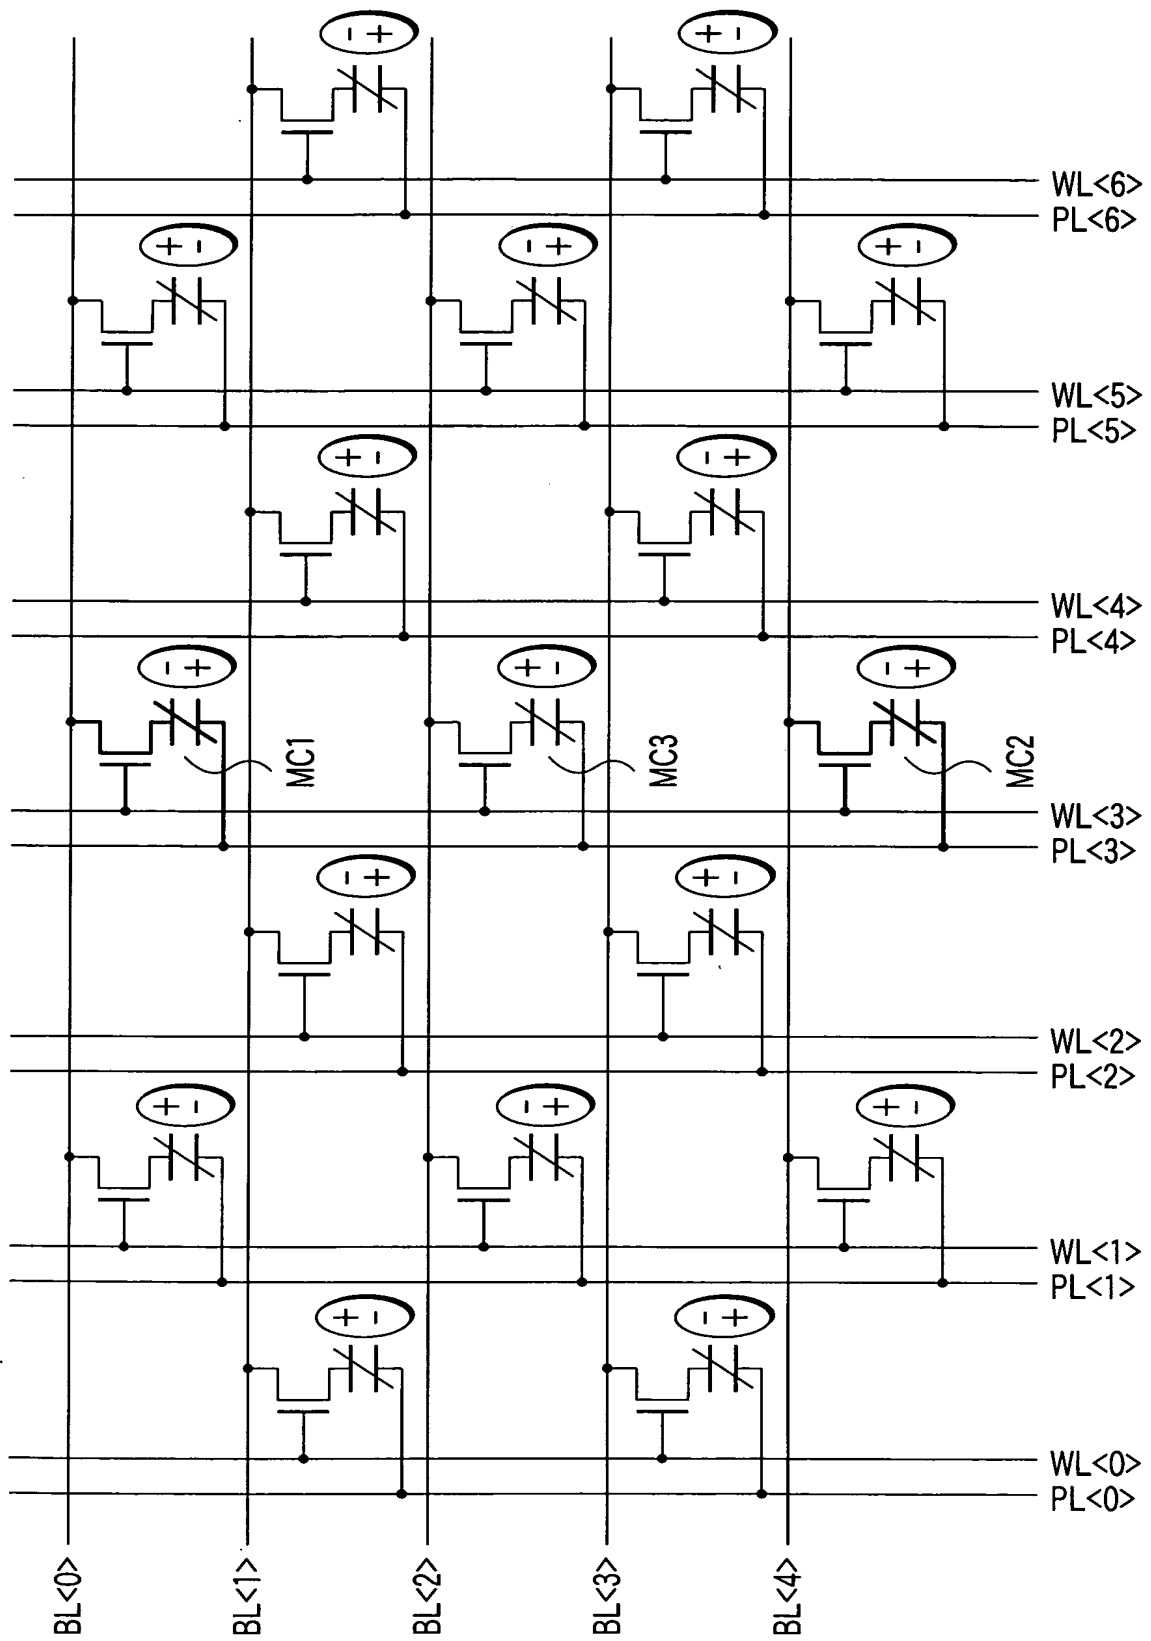 - +
+ -
WL<6>
PL<6>
+ -
- +
+ -
WL<5>
PL<5>
+ -
- +
WL<4>
PL<4>
- +
+ -
- +
MC1
MC3
MC2
WL<3>
PL<3>
- +
+ -
WL<2>
PL<2>
+ -
- +
+ -
WL<1>
PL<1>
+ -
- +
WL<0>
PL<0>
BL<0>
BL<1>
BL<2>
BL<3>
BL<4>